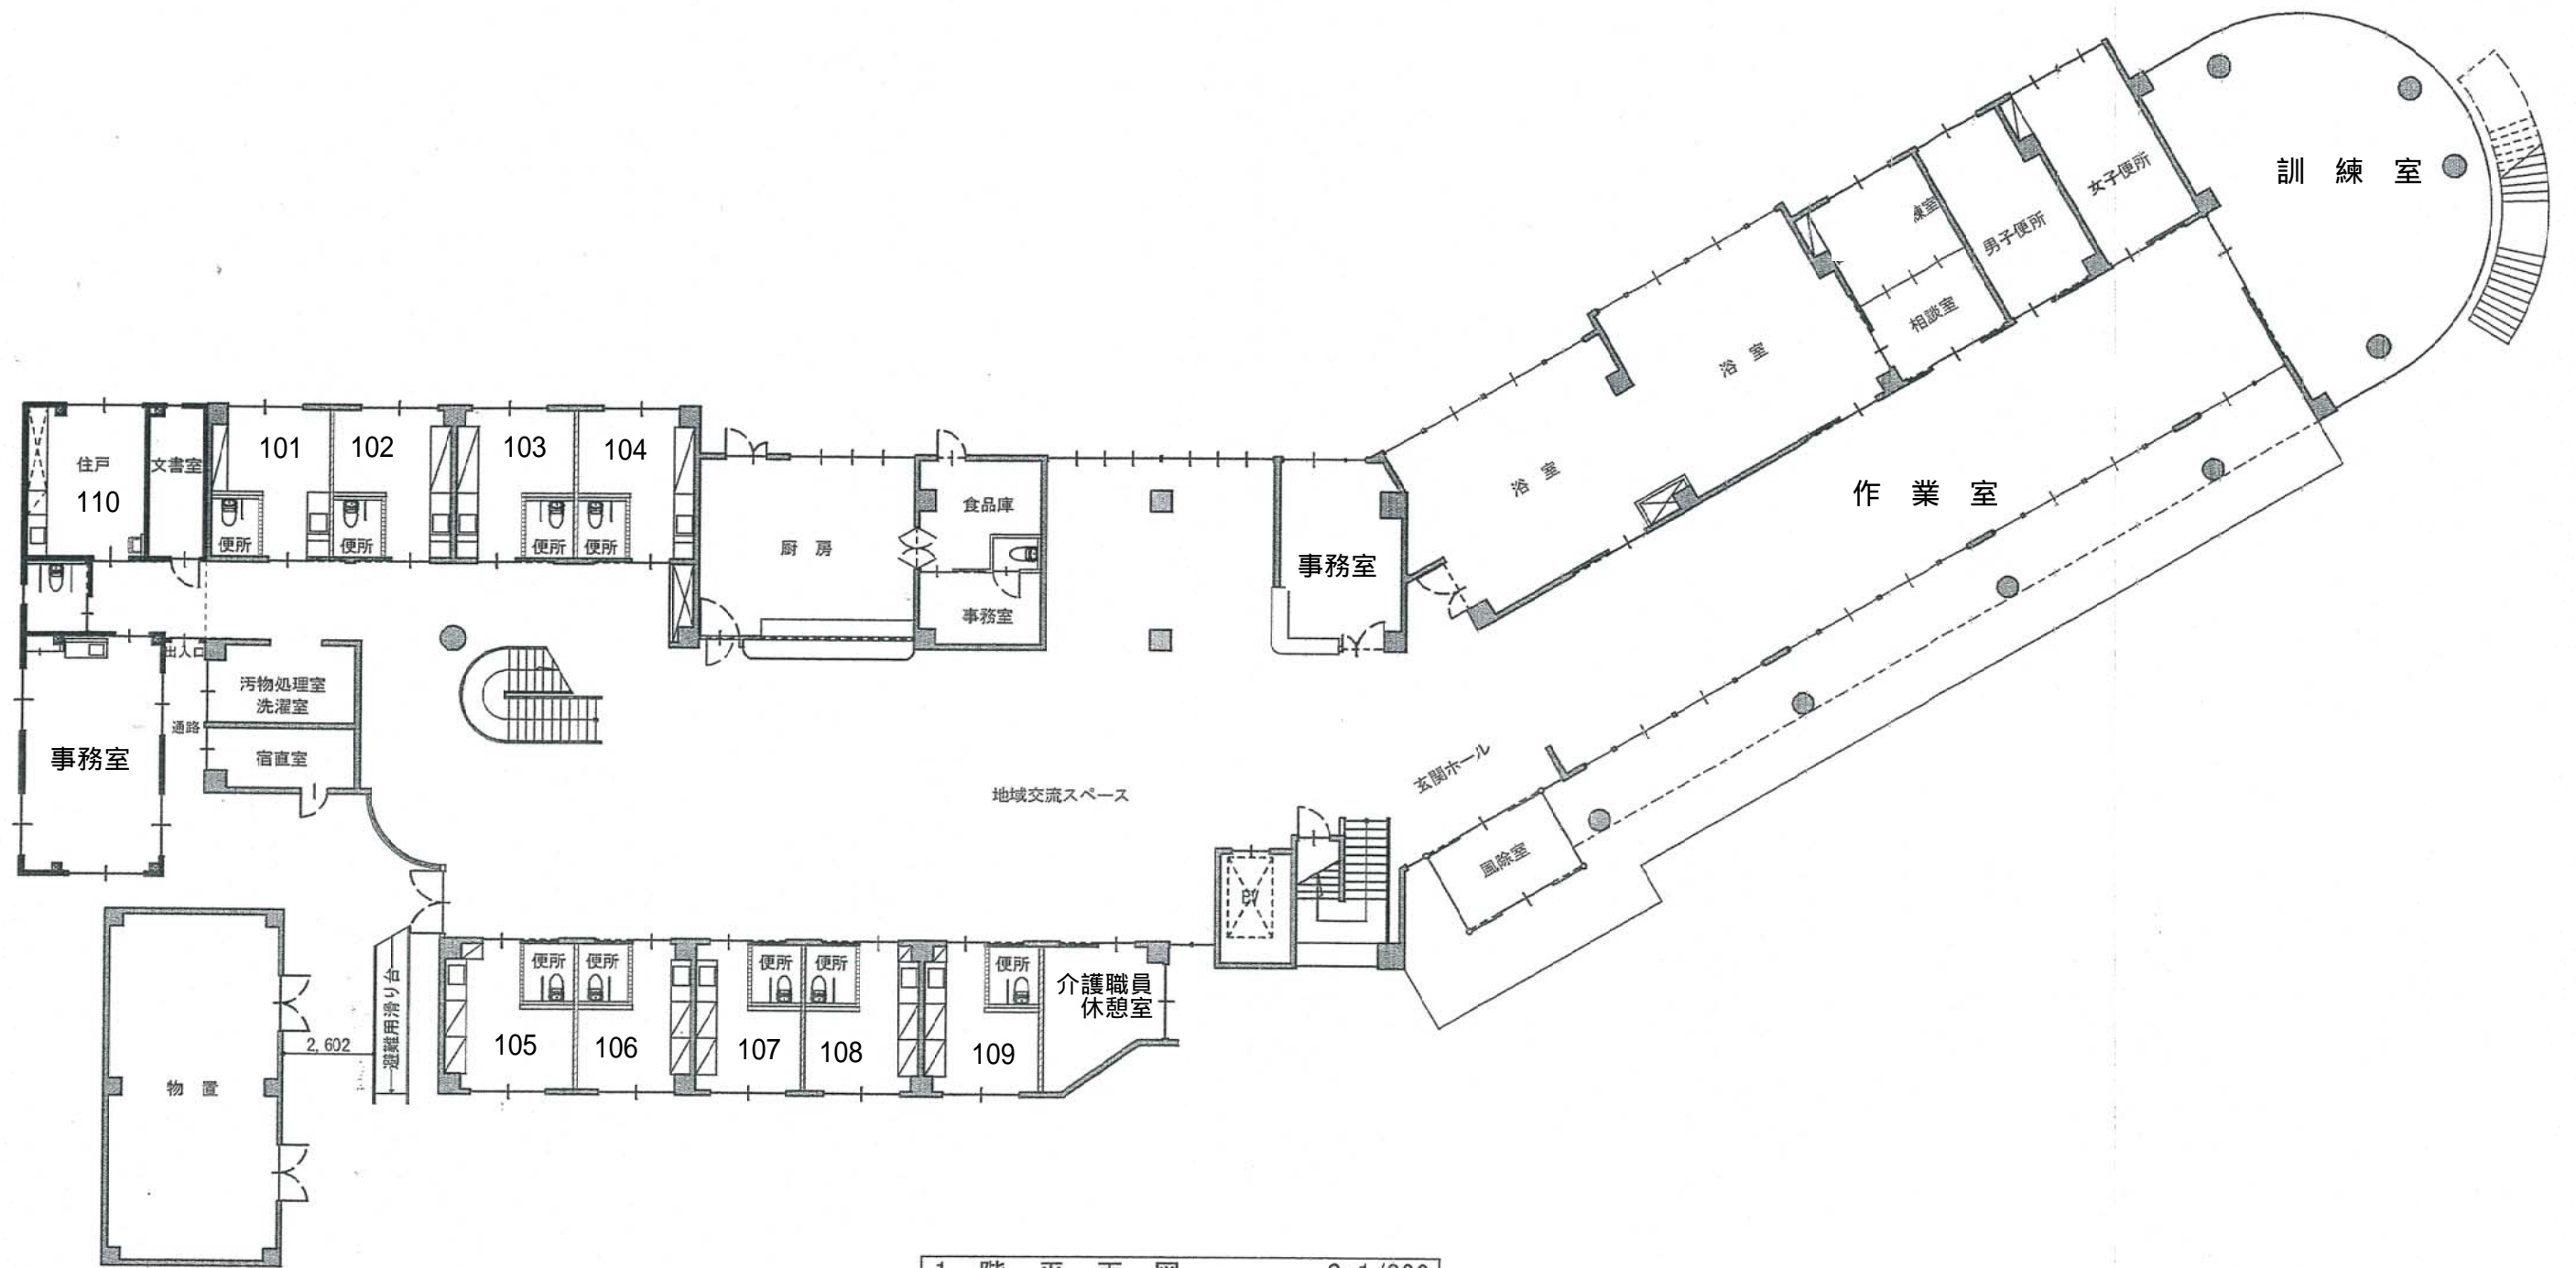 訓 練 室
女子便所
男子便所
練室
相談室
浴 室
浴 室
作 業 室
101
102
103
104
住戸
110
文書室
便所
便所
便所
便所
厨 房
食品庫
事務室
事務室
出入口
汚物処理室
洗濯室
通路
宿直室
事務室
地域交流スペース
玄関ホール
風除室
ev
便所
便所
便所
便所
便所
介護職員
休憩室
105
106
107
108
109
避難用滑り台
2,602
物 置